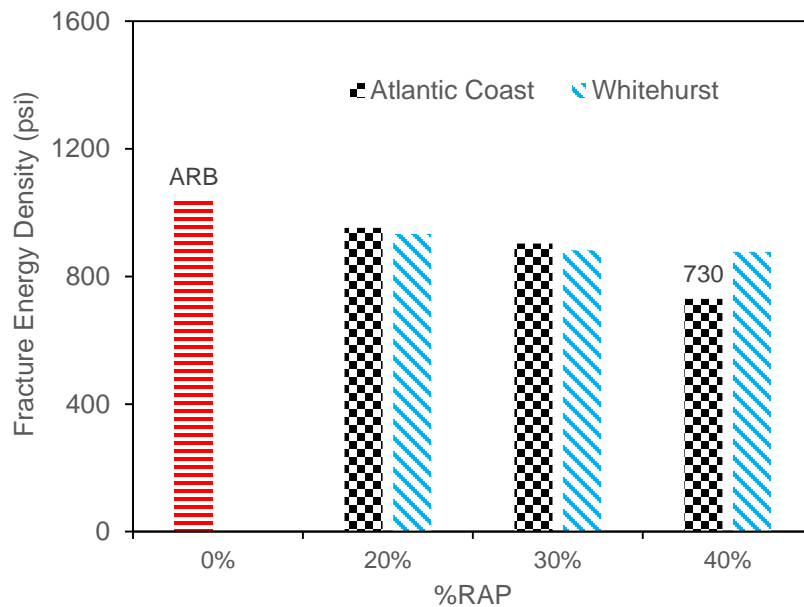 1600
1200
800
400
0
Fracture Energy Density (psi)
Atlantic Coast
Whitehurst
ARB
730
0%
20%
30%
40%
%RAP